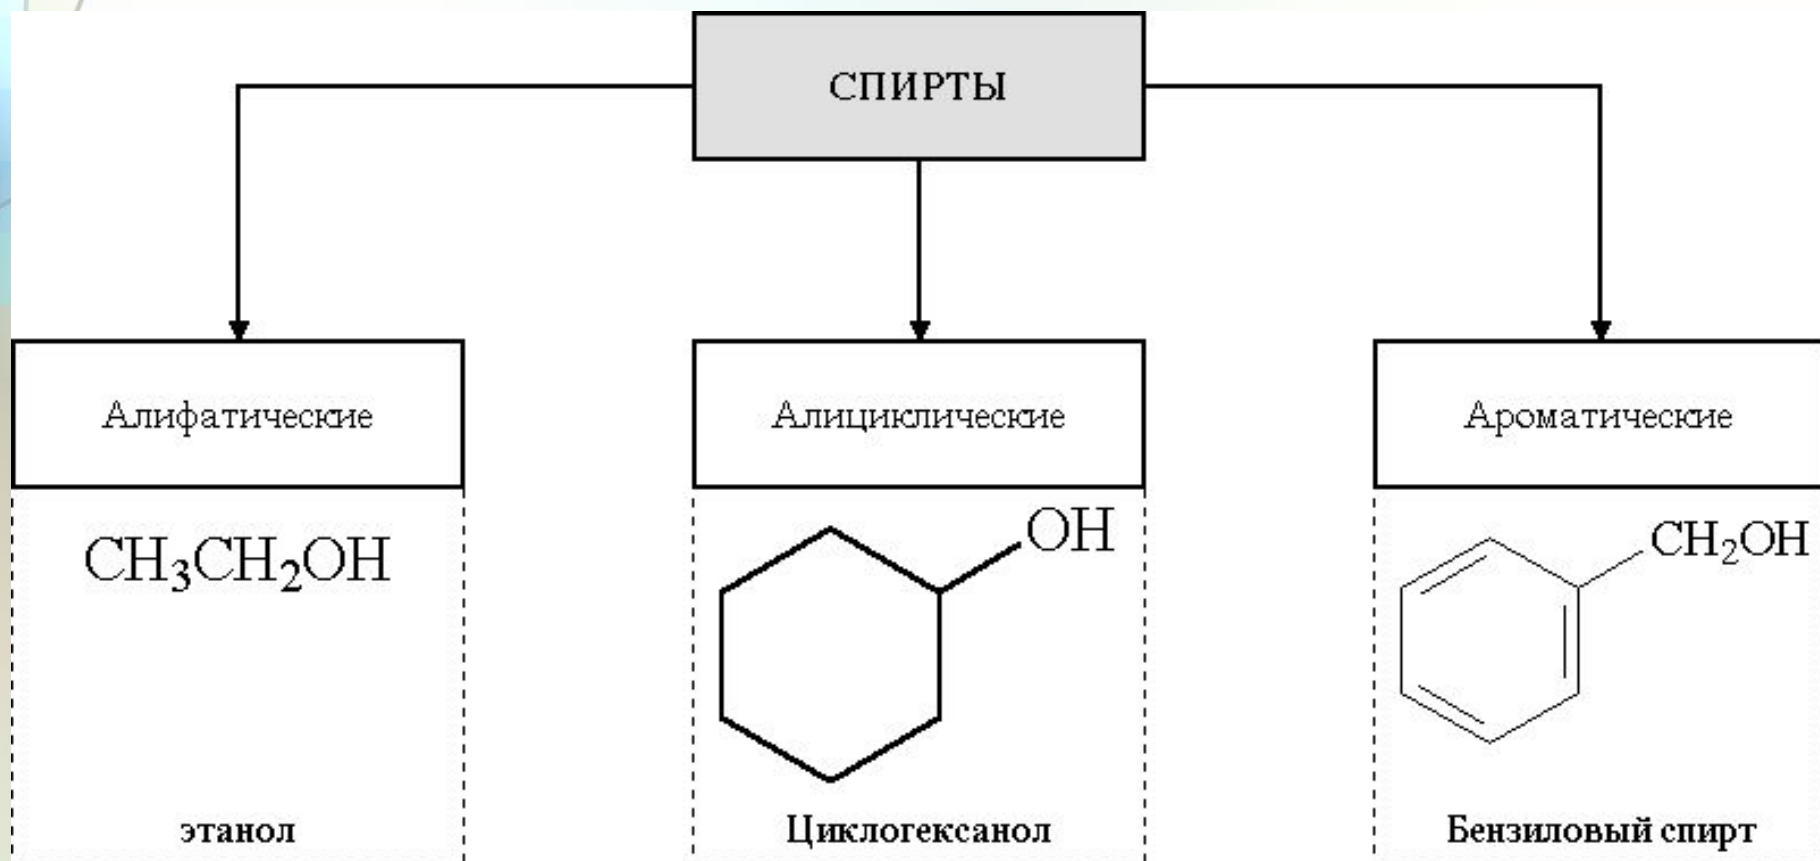 СПИРТЫ
Алифатические
Алициклические
Ароматические
CH₃CH₂OH
OH
CH₂OH
этанол
Циклогексанол
Бензиловый спирт